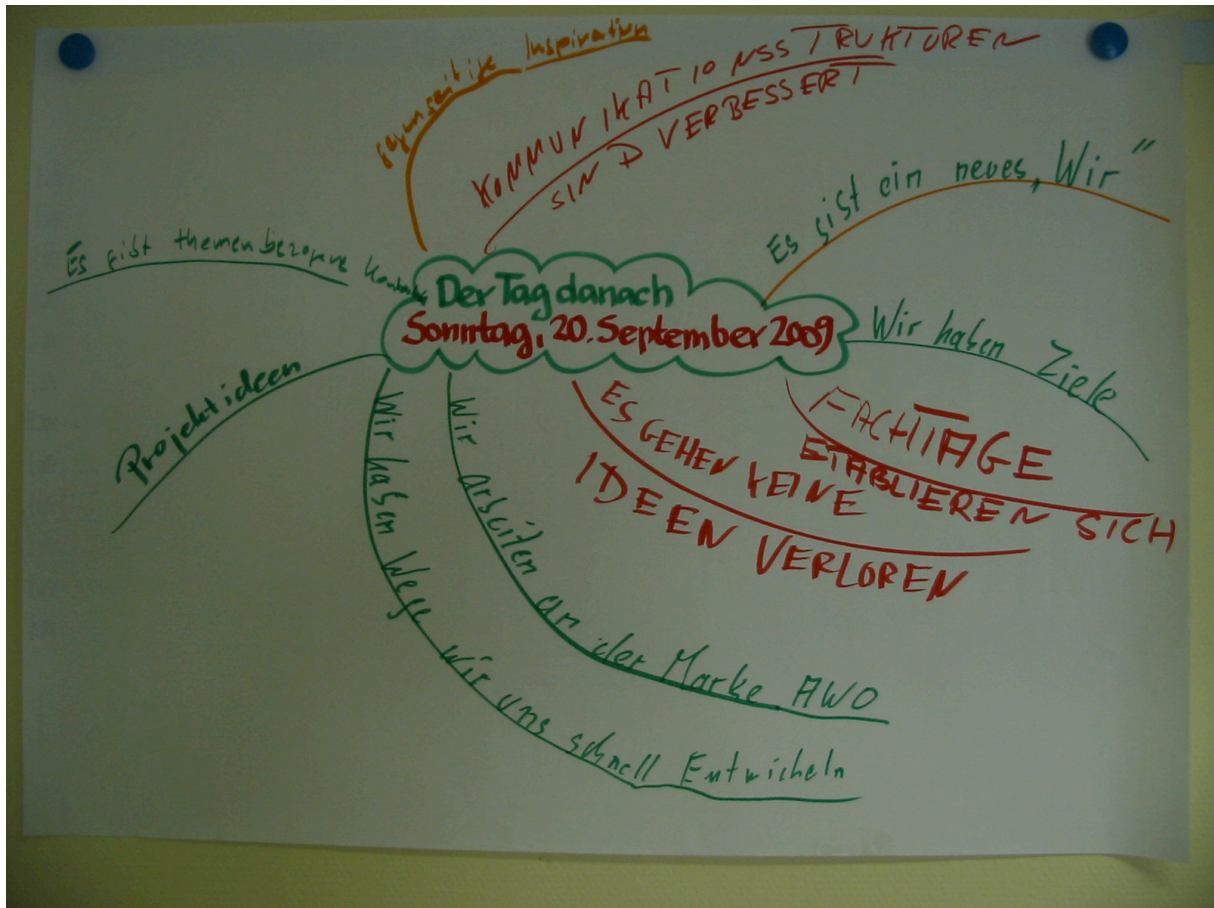 Der Tag danach
Sonntag, 20. September 2009
gegenseitige Inspiration
KOMMUNIKATIONSSTRUKTUREN
SIND VERBESSERT
Es gibt ein neues „Wir“
Wir haben Ziele
FACHTAGE
ETABLIEREN SICH
ES GEHEN KEINE
IDEEN VERLOREN
Wir arbeiten an der Marke AWO
Wir haben Wege wir uns schnell Entwickeln
Projektideen
Es gibt themenbezogene